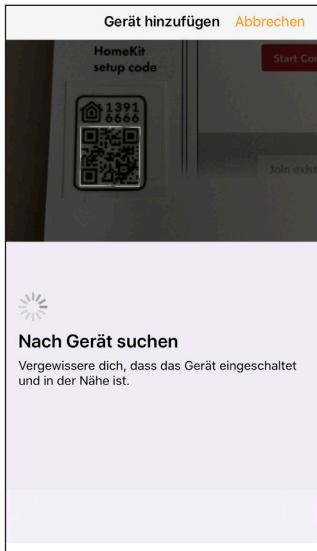 Gerät hinzufügen Abbrechen
HomeKit
setup code
Start Co
1391
6666
Join exist
Nach Gerät suchen
Vergewissere dich, dass das Gerät eingeschaltet
und in der Nähe ist.